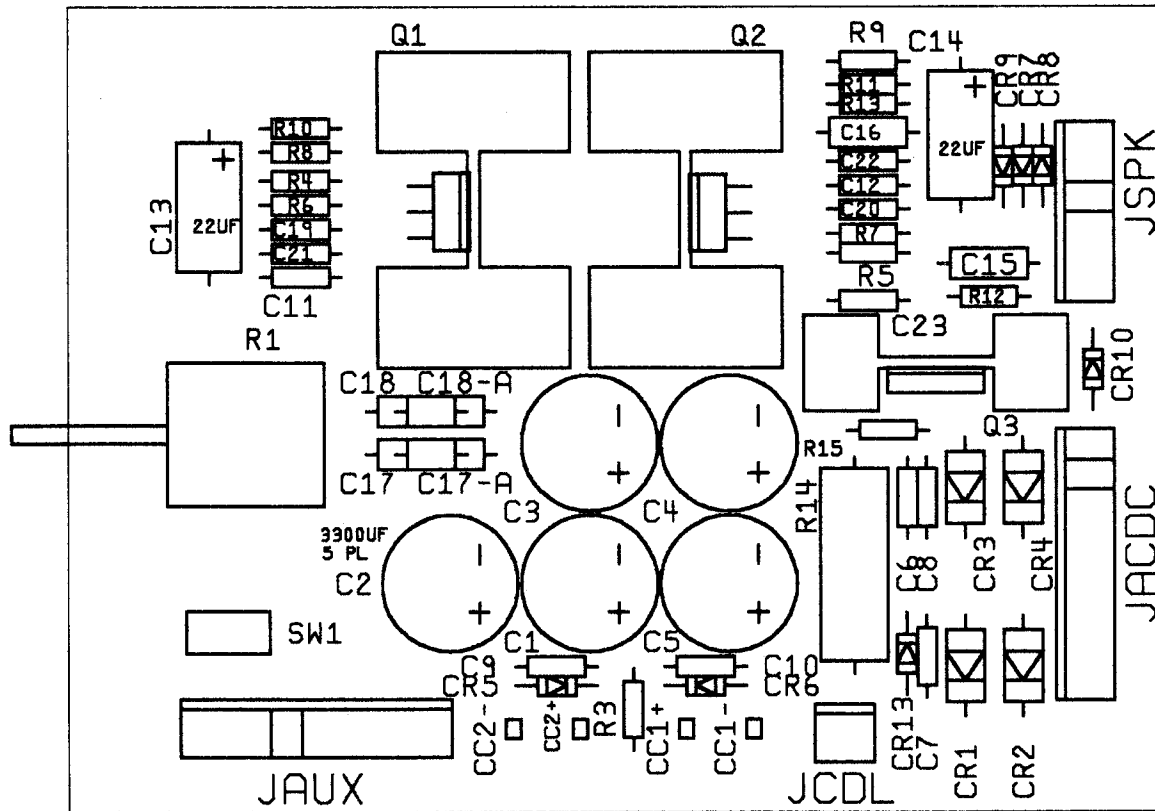 Q1
Q2
R9
C14
CR9
CR7
CR8
R11
R13
C16
C22
C12
C20
R7
R5
+
22UF
JSPK
C15
R12
C23
C13
+
22UF
R10
R8
R4
R6
C19
C21
C11
R1
C18
C18-A
C17
C17-A
CR10
Q3
R15
R14
C3
- +
C4
- +
3300UF
5 PL
C2
- +
C1
- +
C5
- +
C6
C8
CR3
CR4
JACDC
SW1
C9
CR5
C10
CR6
CC2-
CC2+
R3
CC1+
CC1-
CR13
C7
CR1
CR2
JAUX
JCDL